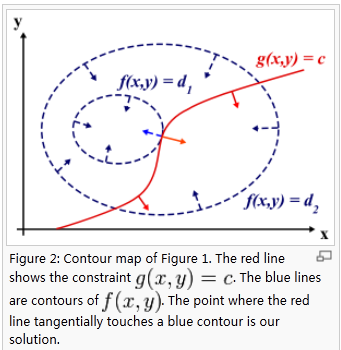 y
g(x,y) = c
f(x,y) = d₁
f(x,y) = d₂
x
Figure 2: Contour map of Figure 1. The red line
shows the constraint g(x, y) = c. The blue lines
are contours of f(x, y). The point where the red
line tangentially touches a blue contour is our
solution.